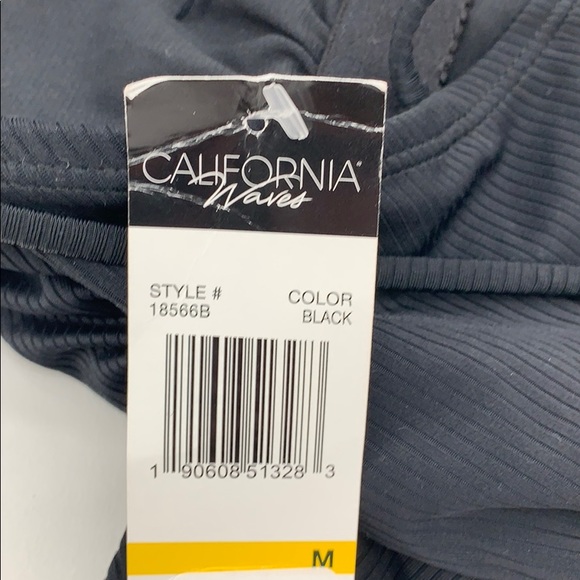 CALIFORNIA
Waves
STYLE # COLOR
18566B BLACK
1 90608 51328 3
M